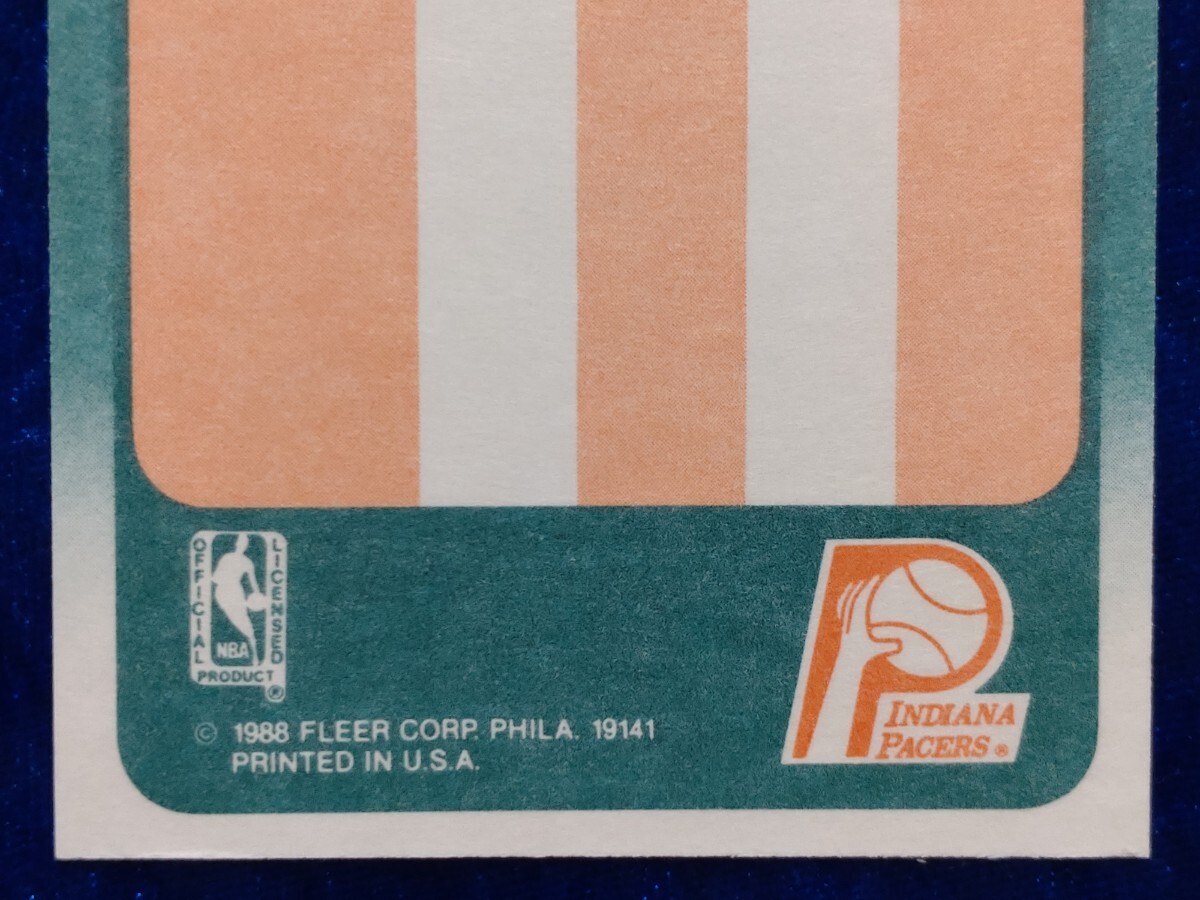 OFFICIAL
LICENSED
NBA
PRODUCT
®
© 1988 FLEER CORP. PHILA. 19141
PRINTED IN U.S.A.
INDIANA
PACERS ®